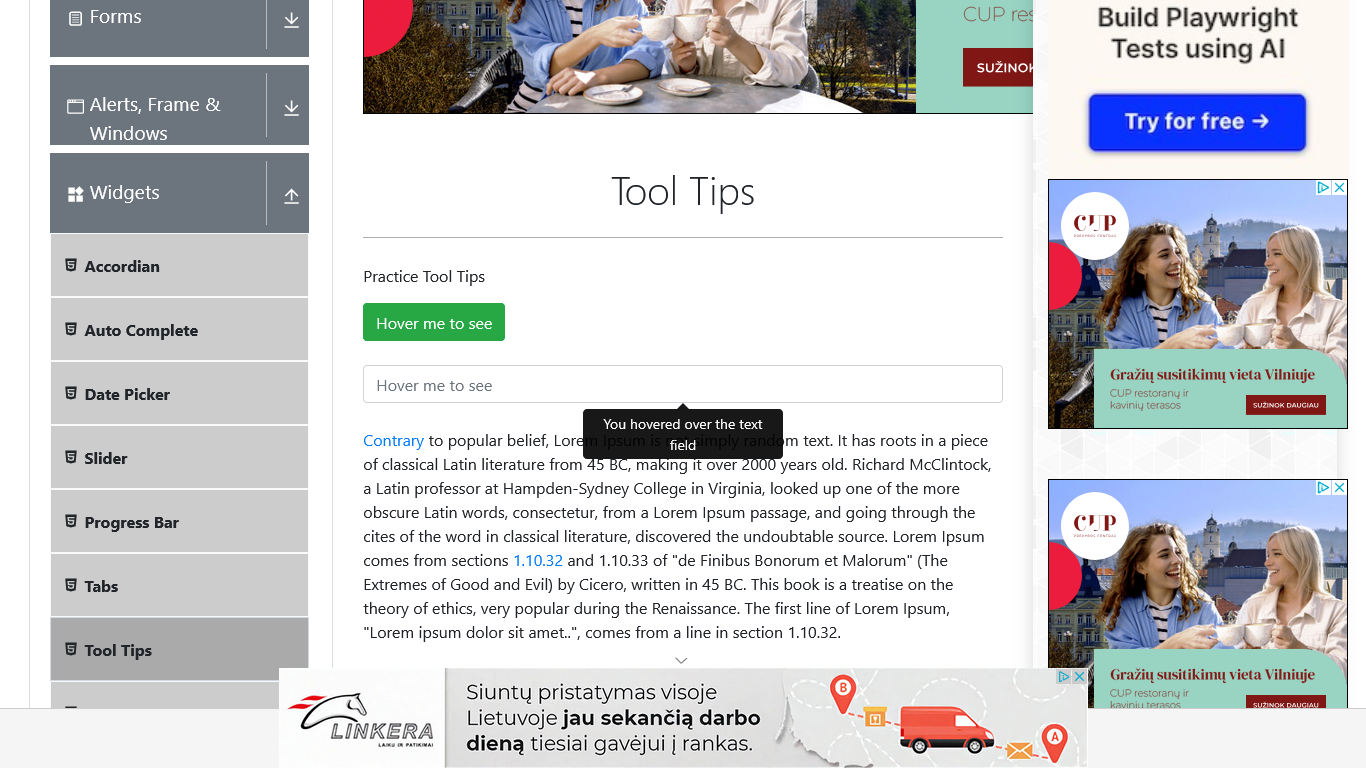 Forms
Alerts, Frame &
Windows
Widgets
Accordian
Auto Complete
Date Picker
Slider
Progress Bar
Tabs
Tool Tips
CUP
SUŽINOK
Tool Tips
Practice Tool Tips
Hover me to see
Hover me to see
You hovered over the text
field
Contrary to popular belief, Lorem Ipsum is not simply random text. It has roots in a piece
of classical Latin literature from 45 BC, making it over 2000 years old. Richard McClintock,
a Latin professor at Hampden-Sydney College in Virginia, looked up one of the more
obscure Latin words, consectetur, from a Lorem Ipsum passage, and going through the
cites of the word in classical literature, discovered the undoubtable source. Lorem Ipsum
comes from sections 1.10.32 and 1.10.33 of "de Finibus Bonorum et Malorum" (The
Extremes of Good and Evil) by Cicero, written in 45 BC. This book is a treatise on the
theory of ethics, very popular during the Renaissance. The first line of Lorem Ipsum,
"Lorem ipsum dolor sit amet..", comes from a line in section 1.10.32.
Build Playwright
Tests using AI
Try for free →
CUP
Gražių susitikimų vieta Vilniuje
CUP restoranų ir
kavinių terasos
SUŽINOK DAUGIAU
CUP
Gražių susitikimų vieta Vilniuje
CUP restoranų ir
SUŽINOK DAUGIAU
LINKERA
LAIKU IR PATIKIMAI
Siuntų pristatymas visoje
Lietuvoje jau sekančią darbo
dieną tiesiai gavėjui į rankas.
B
A